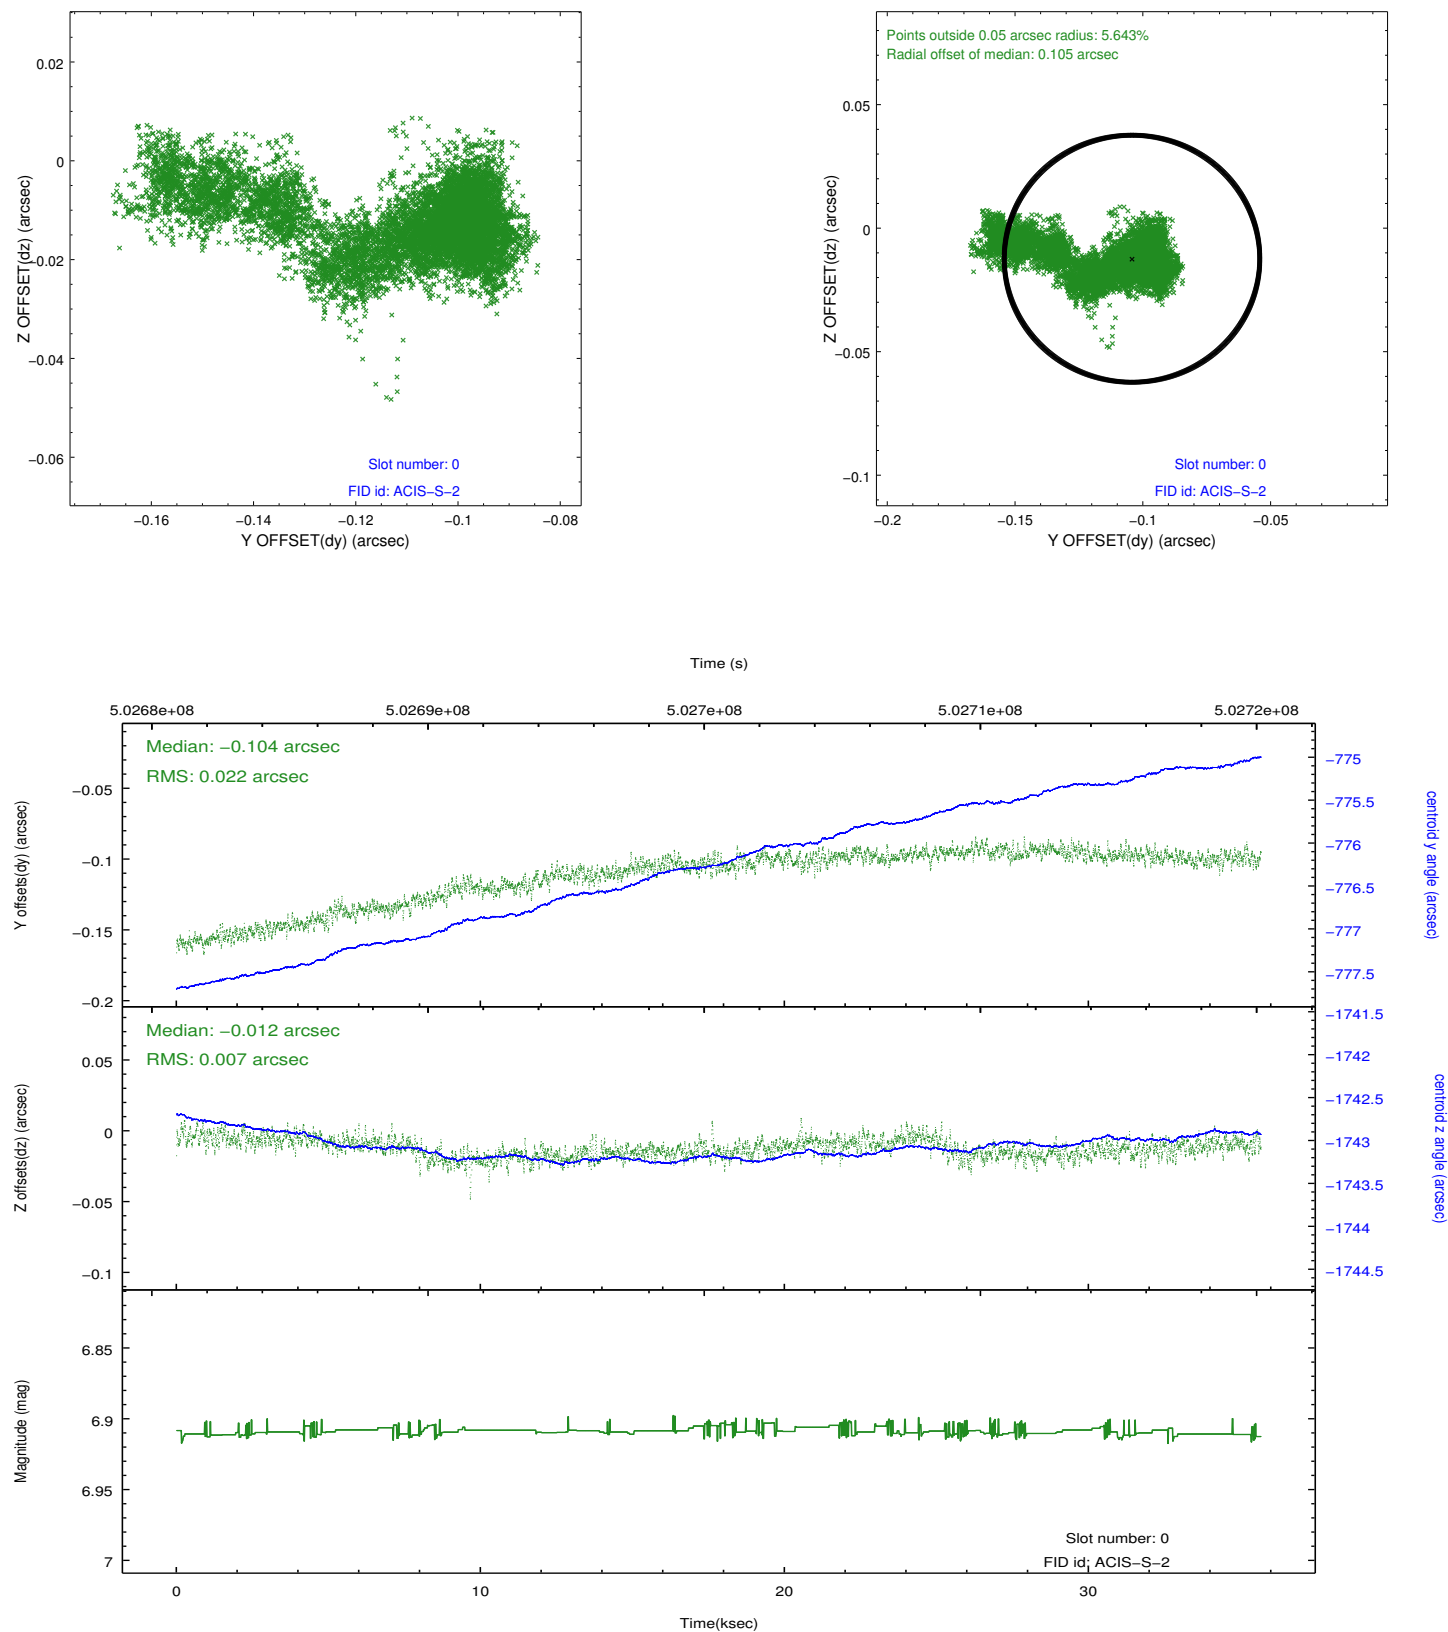 0.02
0
−0.02
−0.04
−0.06
Z OFFSET(dz) (arcsec)
Slot number: 0
FID id: ACIS−S−2
−0.16 −0.14 −0.12 −0.1 −0.08
Y OFFSET(dy) (arcsec)
Points outside 0.05 arcsec radius: 5.643%
Radial offset of median: 0.105 arcsec
0.05
0
−0.05
−0.1
Z OFFSET(dz) (arcsec)
Slot number: 0
FID id: ACIS−S−2
−0.2 −0.15 −0.1 −0.05
Y OFFSET(dy) (arcsec)
Time (s)
5.0268e+08 5.0269e+08 5.027e+08 5.0271e+08 5.0272e+08
Median: −0.104 arcsec
RMS: 0.022 arcsec
−0.05
−0.1
−0.15
−0.2
Y offsets(dy) (arcsec)
−775
−775.5
−776
−776.5
−777
−777.5
centroid y angle (arcsec)
Median: −0.012 arcsec
RMS: 0.007 arcsec
0.05
0
−0.05
−0.1
Z offsets(dz) (arcsec)
−1741.5
−1742
−1742.5
−1743
−1743.5
−1744
−1744.5
centroid z angle (arcsec)
6.85
6.9
6.95
7
Magnitude (mag)
Slot number: 0
FID id: ACIS−S−2
0 10 20 30
Time(ksec)